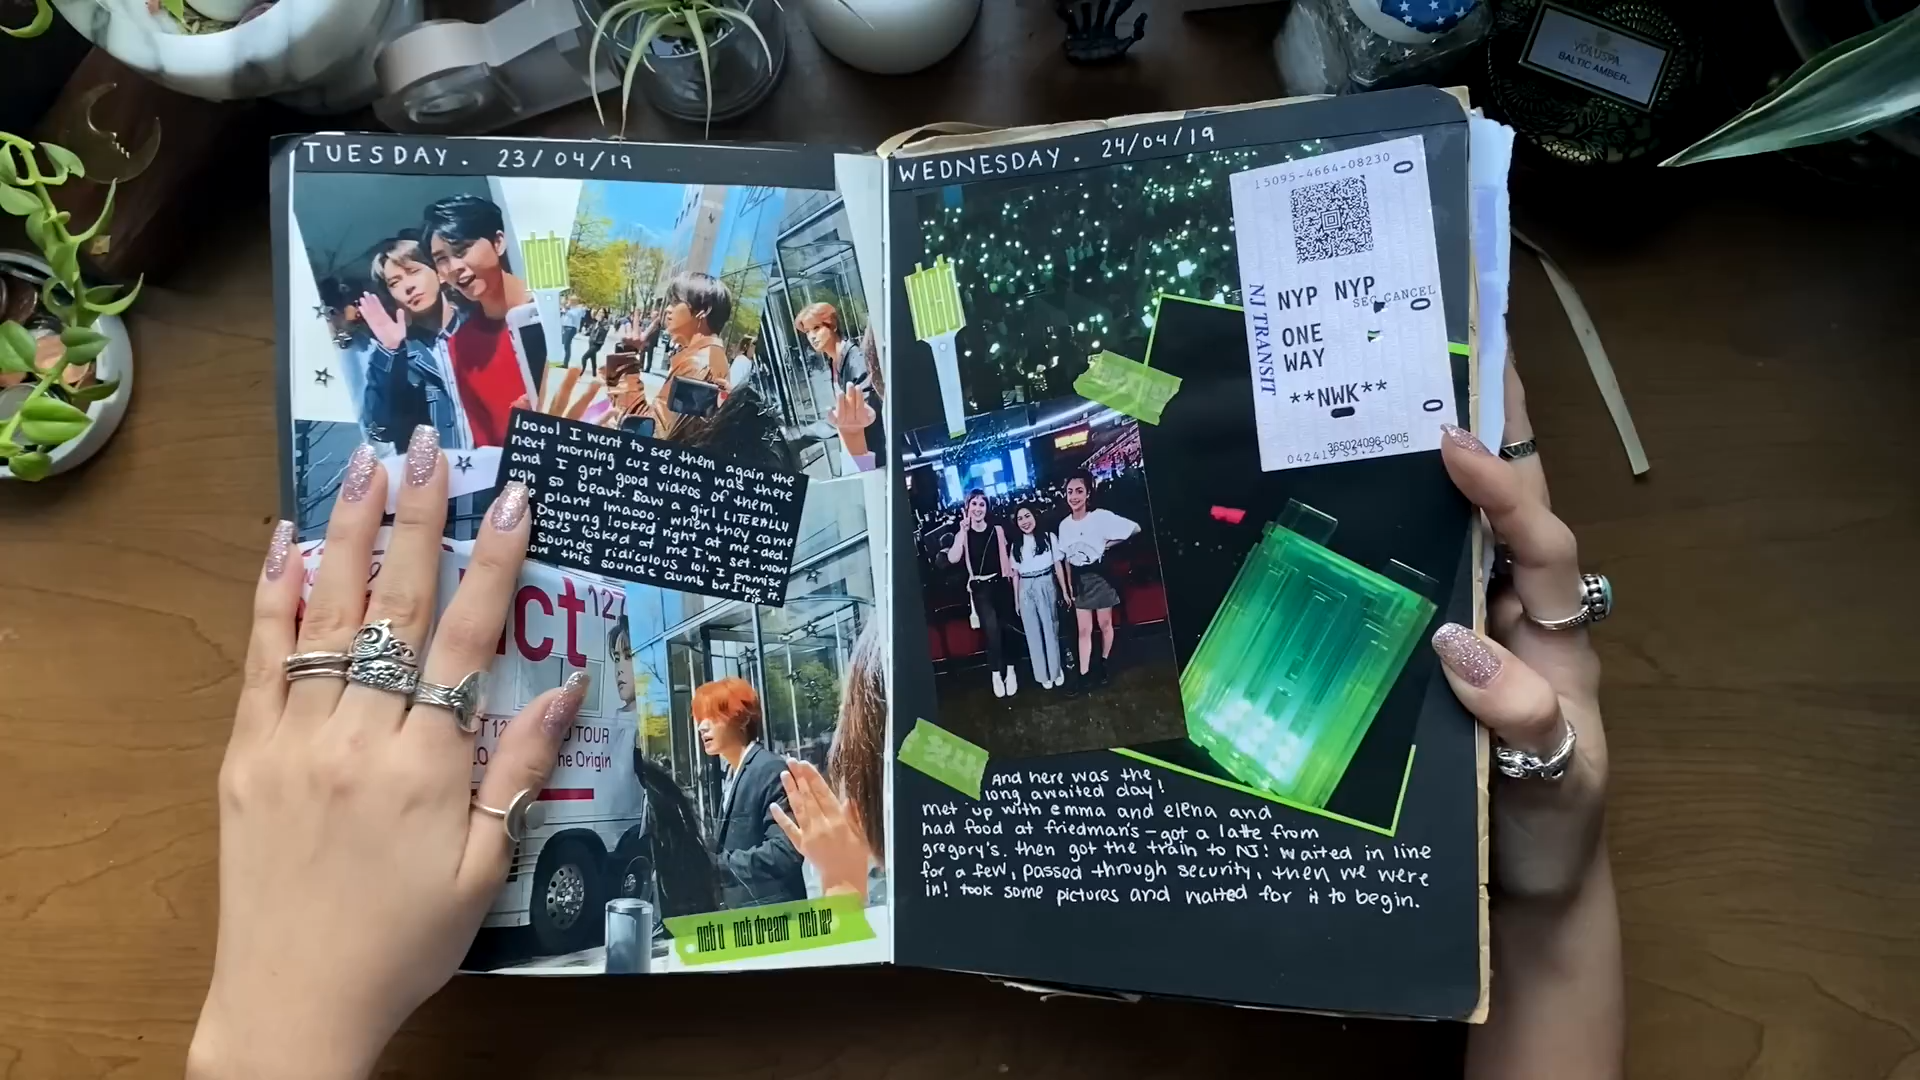 VOLUSPA
BALTIC AMBER
TUESDAY. 23/04/19
looool I went to see them again the
next morning cuz elena was there
and I got good videos of them.
ugh so beaut. saw a girl LITERALLY
plant lmaooo. when they came
Doyoung looked right at me - ded.
looked at me I'm set. wow
sounds ridiculous lol. I promise
this sounds dumb but I love it.
rip.
ct 127
TOUR
he Origin
nct u nct dream nct 127
WEDNESDAY. 24/04/19
15095-4664-08230
NYP NYP
SEC CANCEL
ONE
WAY
**NWK**
NJ TRANSIT
365024096-0905
042419 $5.25
And here was the
long awaited day!
met up with emma and elena and
had food at friedman's - got a latte from
gregory's. then got the train to NJ! waited in line
for a few, passed through security, then we were
in! took some pictures and waited for it to begin.